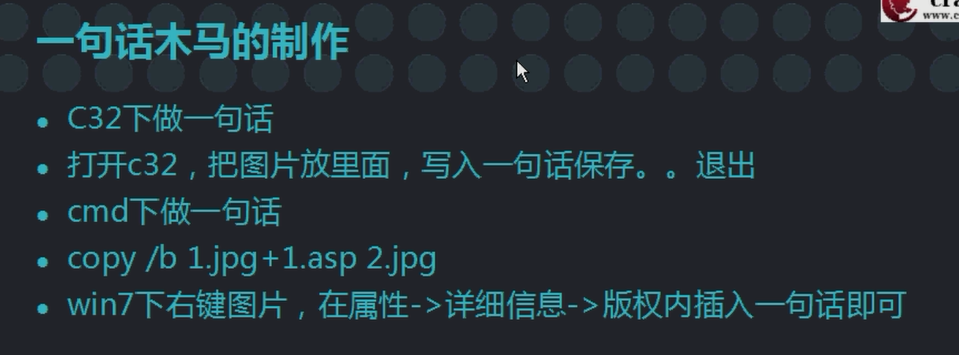 一句话木马的制作
C32下做一句话
打开c32，把图片放里面，写入一句话保存。。退出
cmd下做一句话
copy /b 1.jpg+1.asp 2.jpg
win7下右键图片，在属性->详细信息->版权内插入一句话即可